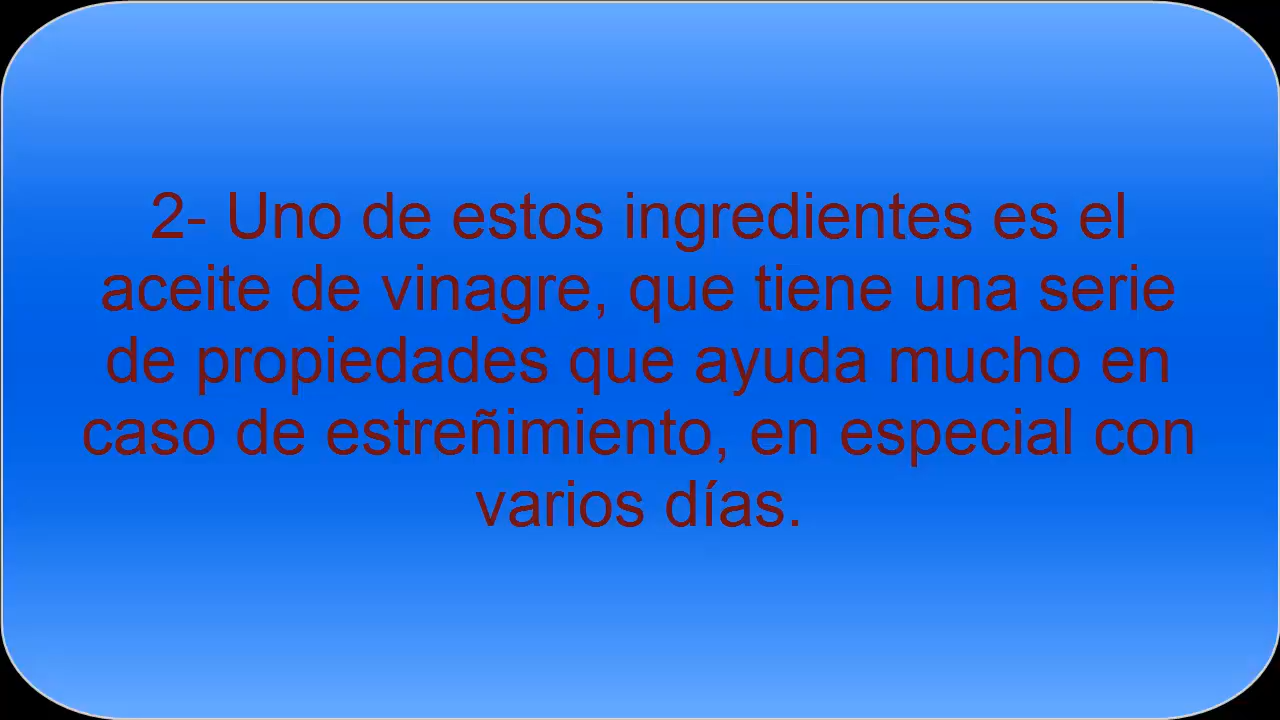 2- Uno de estos ingredientes es el
aceite de vinagre, que tiene una serie
de propiedades que ayuda mucho en
caso de estreñimiento, en especial con
varios días.